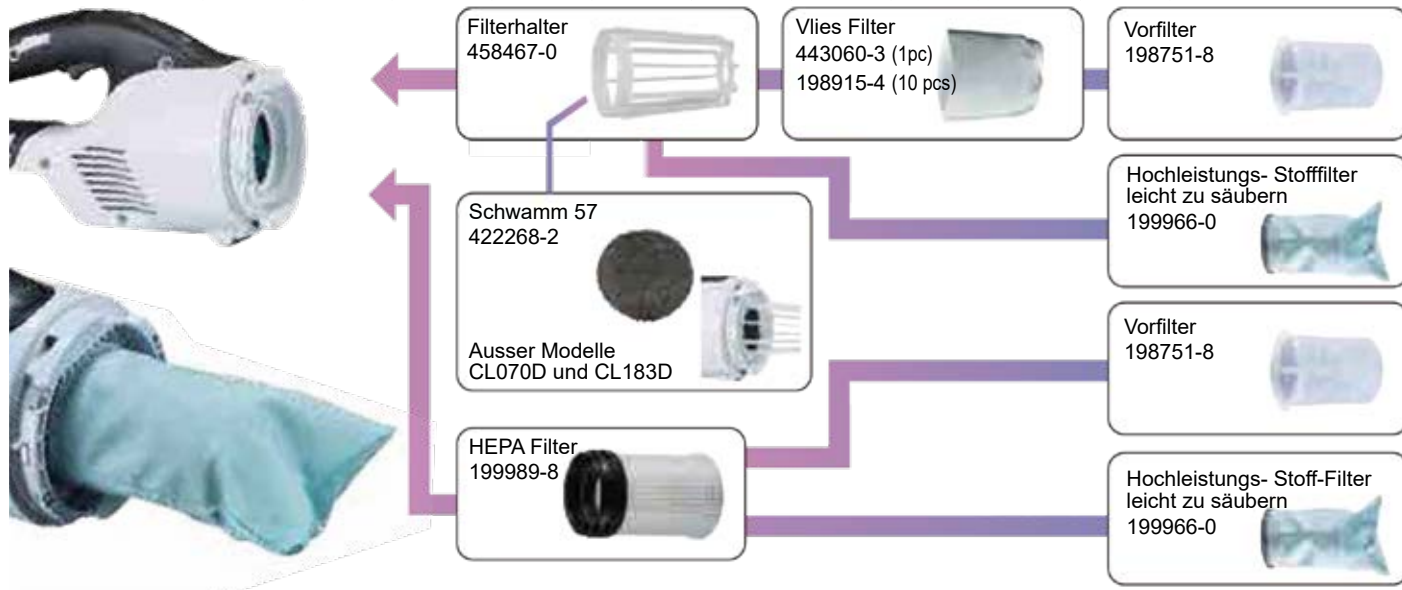 Filterhalter
458467-0
Vlies Filter
443060-3 (1pc)
198915-4 (10 pcs)
Vorfilter
198751-8
Hochleistungs- Stofffilter
leicht zu säubern
199966-0
Schwamm 57
422268-2
Ausser Modelle
CL070D und CL183D
Vorfilter
198751-8
HEPA Filter
199989-8
Hochleistungs- Stoff-Filter
leicht zu säubern
199966-0